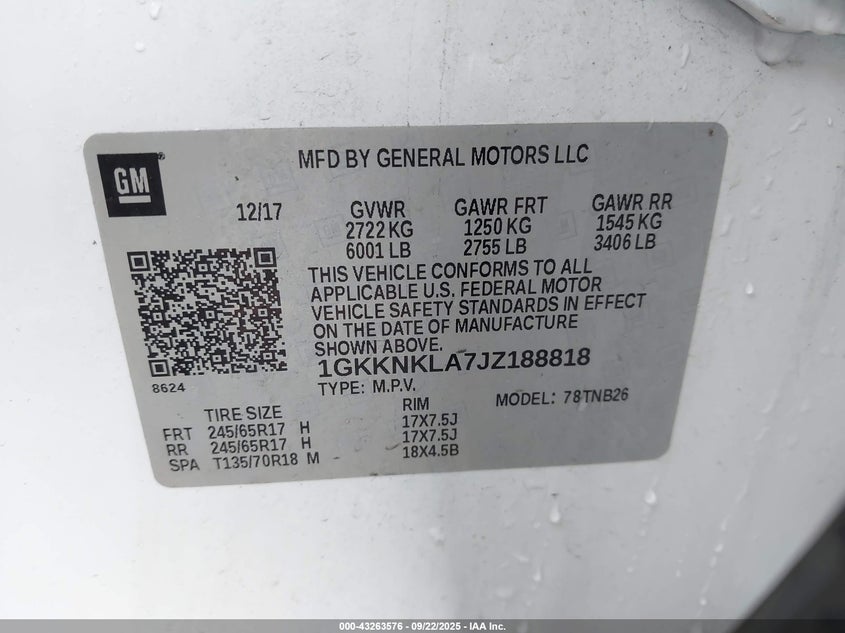 GM
MFD BY GENERAL MOTORS LLC
12/17 GVWR GAWR FRT GAWR RR
2722 KG 1250 KG 1545 KG
6001 LB 2755 LB 3406 LB
THIS VEHICLE CONFORMS TO ALL
APPLICABLE U.S. FEDERAL MOTOR
VEHICLE SAFETY STANDARDS IN EFFECT
ON THE DATE OF MANUFACTURE
SHOWN ABOVE.
1GKKNKLA7JZ188818
8624
TYPE: M.P.V.
MODEL: 78TNB26
TIRE SIZE RIM
FRT 245/65R17 H 17X7.5J
RR 245/65R17 H 17X7.5J
SPA T135/70R18 M 18X4.5B
000-43263576 / 09/22/2025 - IAA Inc.